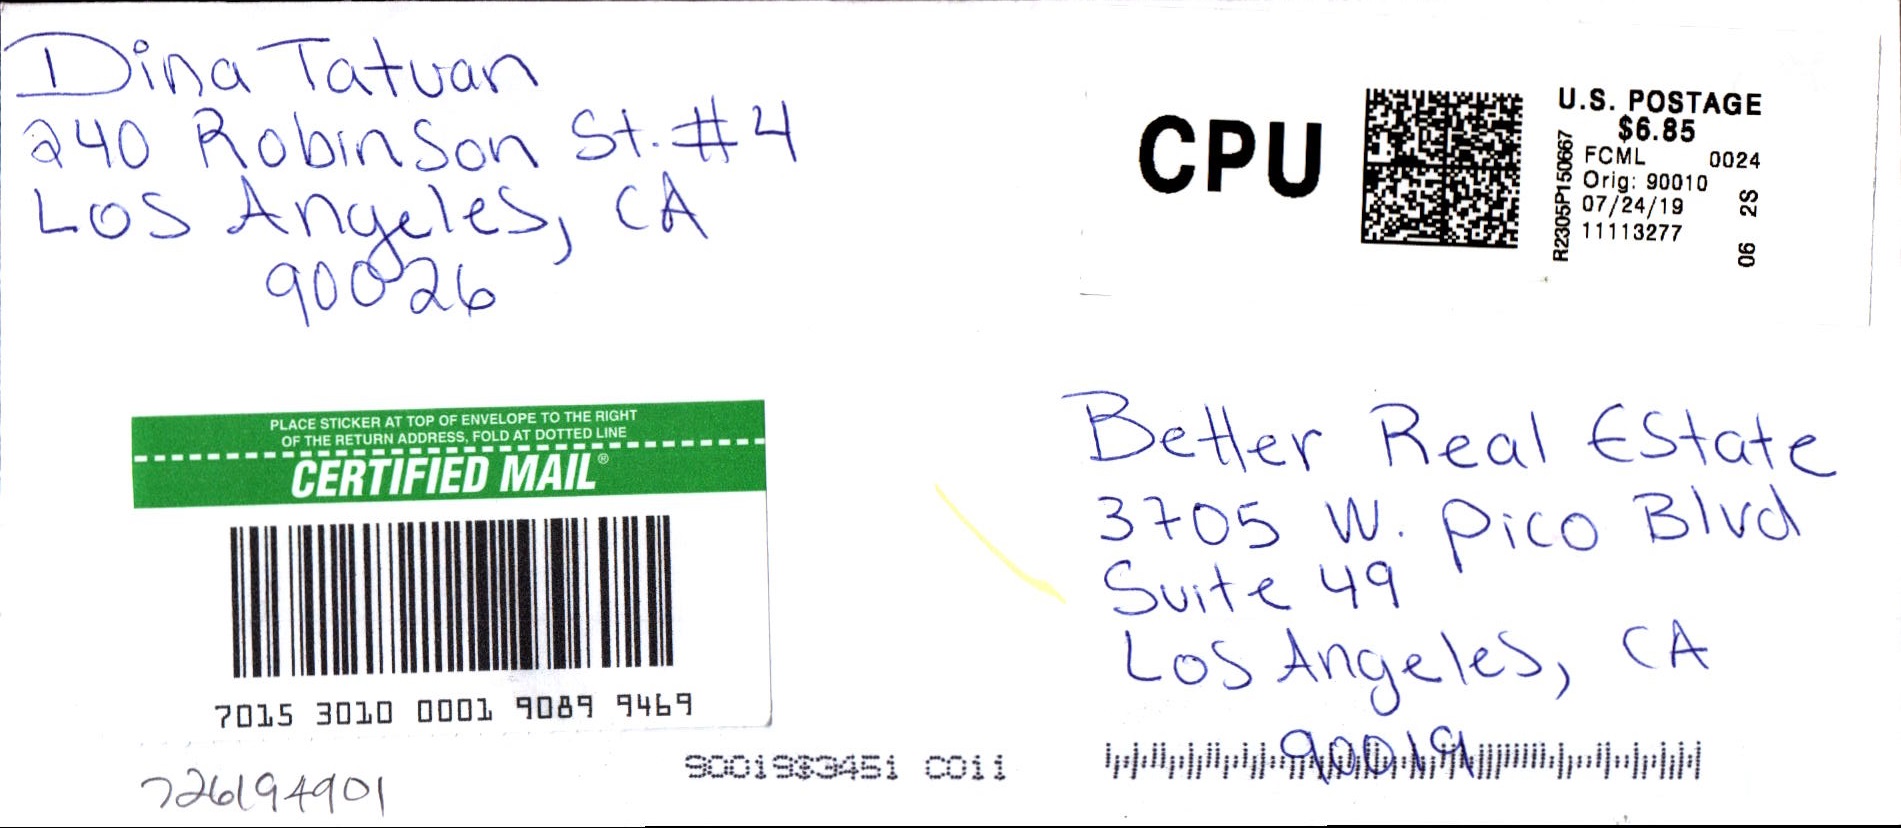 Dina Tatuan
240 Robinson St. #4
Los Angeles, CA
90026
CPU
U.S. POSTAGE
$6.85
FCML 0024
Orig: 90010
07/24/19
11113277
R2305P150667
06 2S
PLACE STICKER AT TOP OF ENVELOPE TO THE RIGHT
OF THE RETURN ADDRESS, FOLD AT DOTTED LINE
CERTIFIED MAIL®
7015 3010 0001 9089 9469
Better Real EState
3705 W. Pico Blvd
Suite 49
Los Angeles, CA
90019
726194901
C011